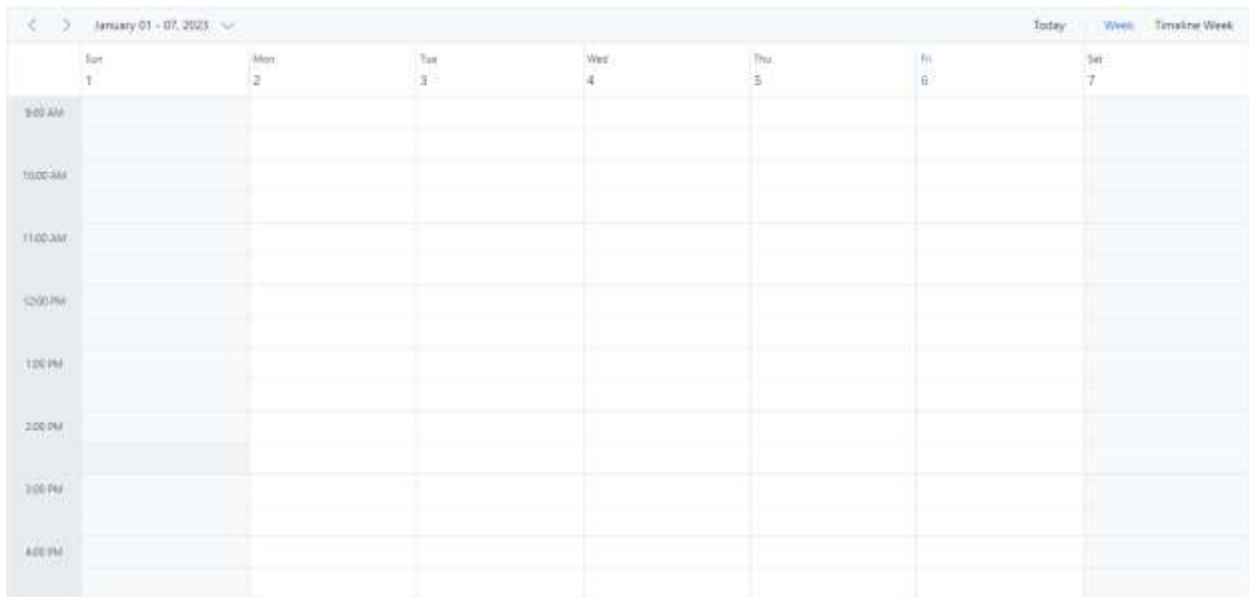 January 01 - 07, 2023
Today Week Timeline Week
Sun Mon Tue Wed Thu Fri Sat
1 2 3 4 5 6 7
9:00 AM
10:00 AM
11:00 AM
12:00 PM
1:00 PM
2:00 PM
3:00 PM
4:00 PM